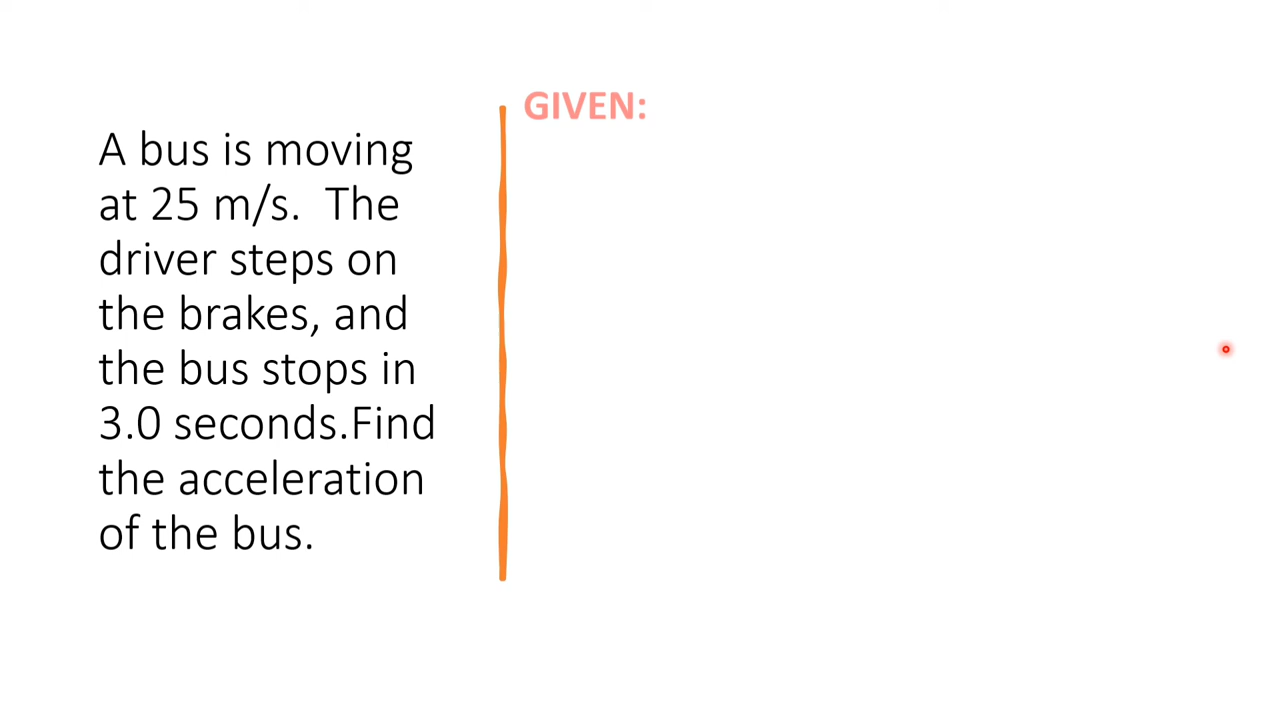 GIVEN:
A bus is moving
at 25 m/s.  The
driver steps on
the brakes, and
the bus stops in
3.0 seconds.Find
the acceleration
of the bus.